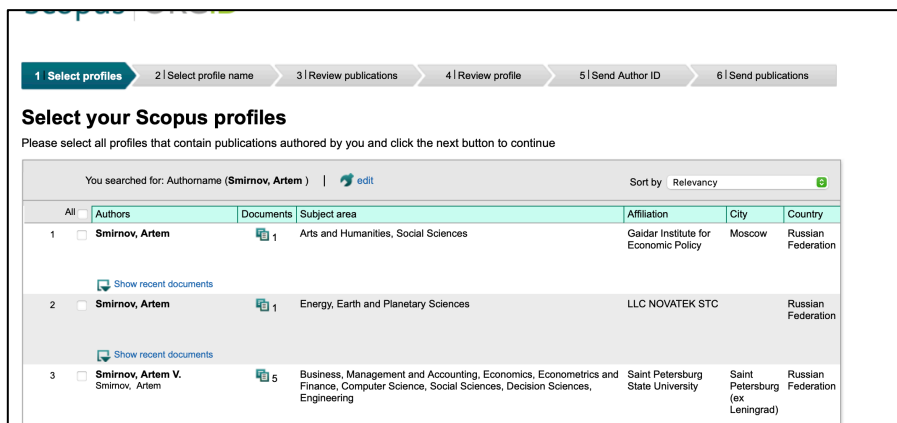 1 | Select profiles 2 | Select profile name 3 | Review publications 4 | Review profile 5 | Send Author ID 6 | Send publications
Select your Scopus profiles
Please select all profiles that contain publications authored by you and click the next button to continue
You searched for: Authorname (Smirnov, Artem ) | edit Sort by Relevancy
All Authors Documents Subject area Affiliation City Country
1 Smirnov, Artem 1 Arts and Humanities, Social Sciences Gaidar Institute for Moscow Russian
Economic Policy Federation
Show recent documents
2 Smirnov, Artem 1 Energy, Earth and Planetary Sciences LLC NOVATEK STC Russian
Federation
Show recent documents
3 Smirnov, Artem V. 5 Business, Management and Accounting, Economics, Econometrics and Saint Petersburg Saint Russian
Smirnov, Artem Finance, Computer Science, Social Sciences, Decision Sciences, State University Petersburg Federation
Engineering (ex
Leningrad)